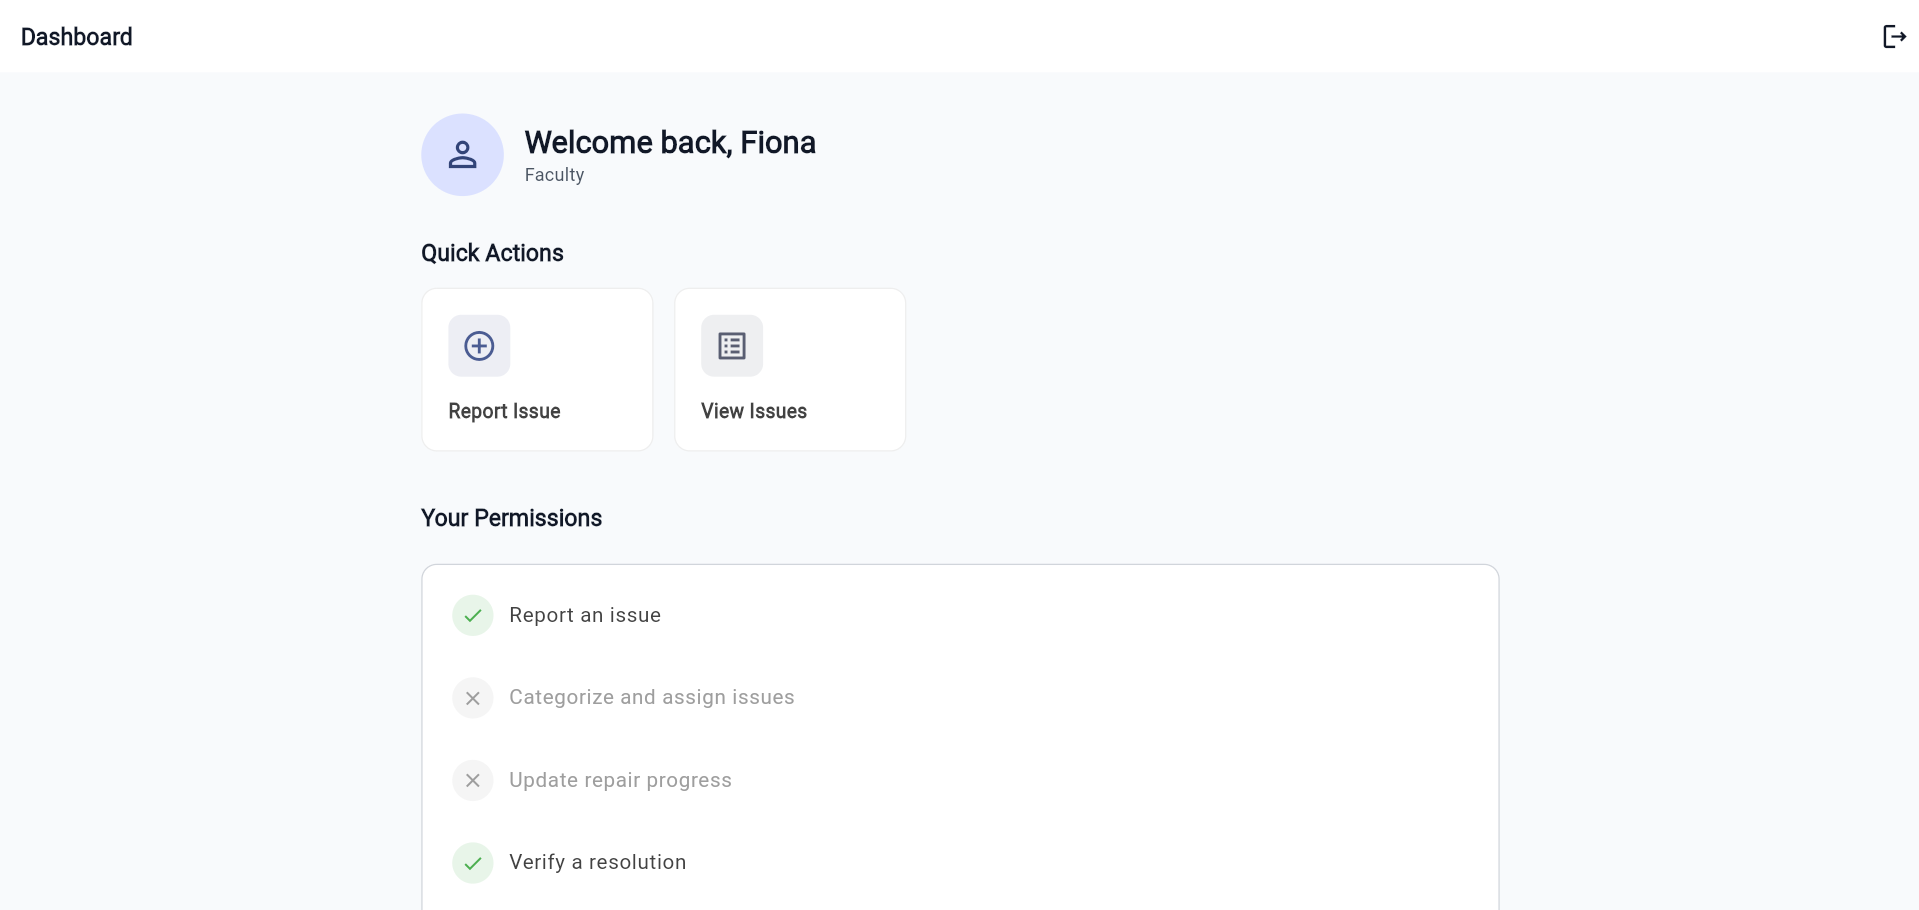 Dashboard
Welcome back, Fiona
Faculty
Quick Actions
Report Issue
View Issues
Your Permissions
Report an issue
Categorize and assign issues
Update repair progress
Verify a resolution